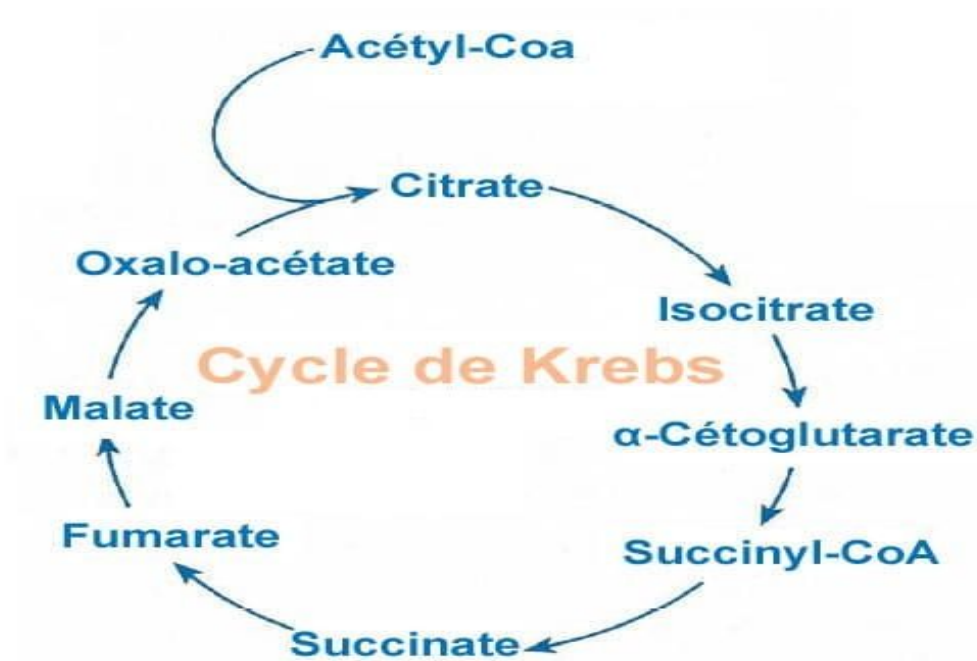 Acétyl-Coa
Citrate
Oxalo-acétate
Isocitrate
Cycle de Krebs
Malate
α-Cétoglutarate
Fumarate
Succinyl-CoA
Succinate